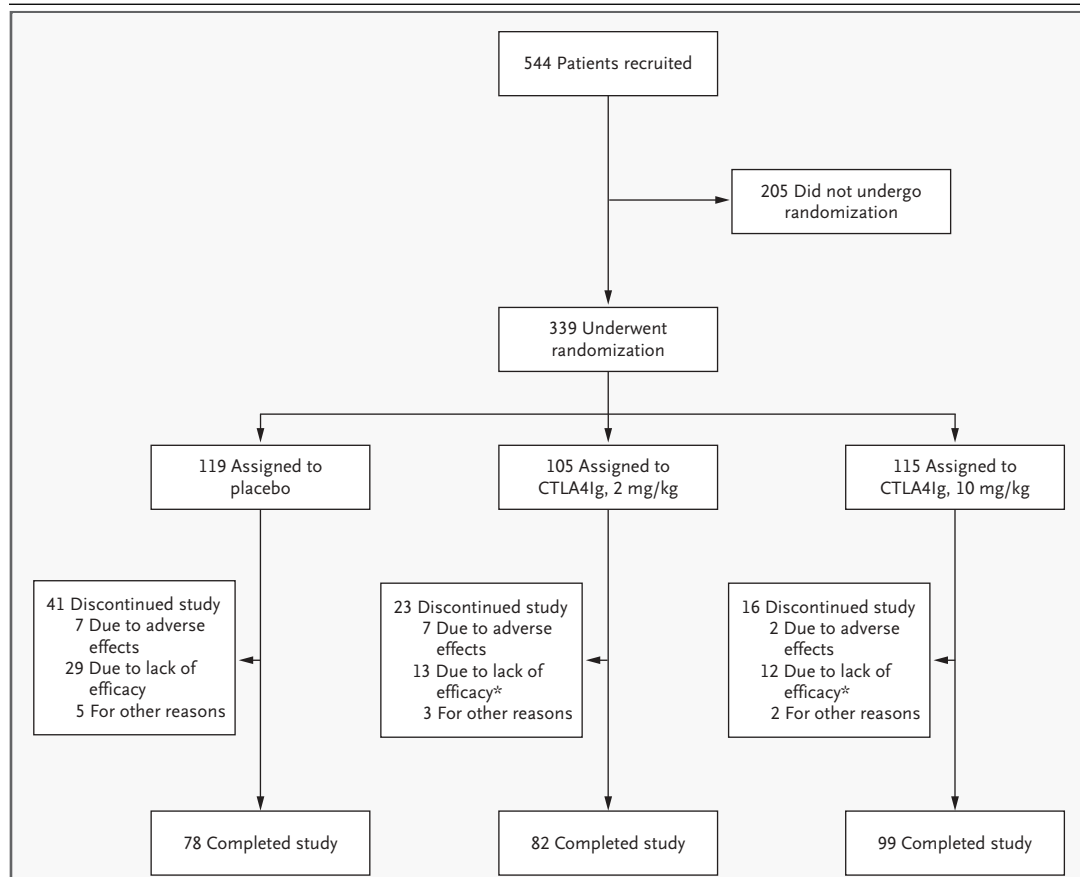 544 Patients recruited
205 Did not undergo
randomization
339 Underwent
randomization
119 Assigned to
placebo
105 Assigned to
CTLA4Ig, 2 mg/kg
115 Assigned to
CTLA4Ig, 10 mg/kg
41 Discontinued study
7 Due to adverse
effects
29 Due to lack of
efficacy
5 For other reasons
23 Discontinued study
7 Due to adverse
effects
13 Due to lack of
efficacy*
3 For other reasons
16 Discontinued study
2 Due to adverse
effects
12 Due to lack of
efficacy*
2 For other reasons
78 Completed study
82 Completed study
99 Completed study